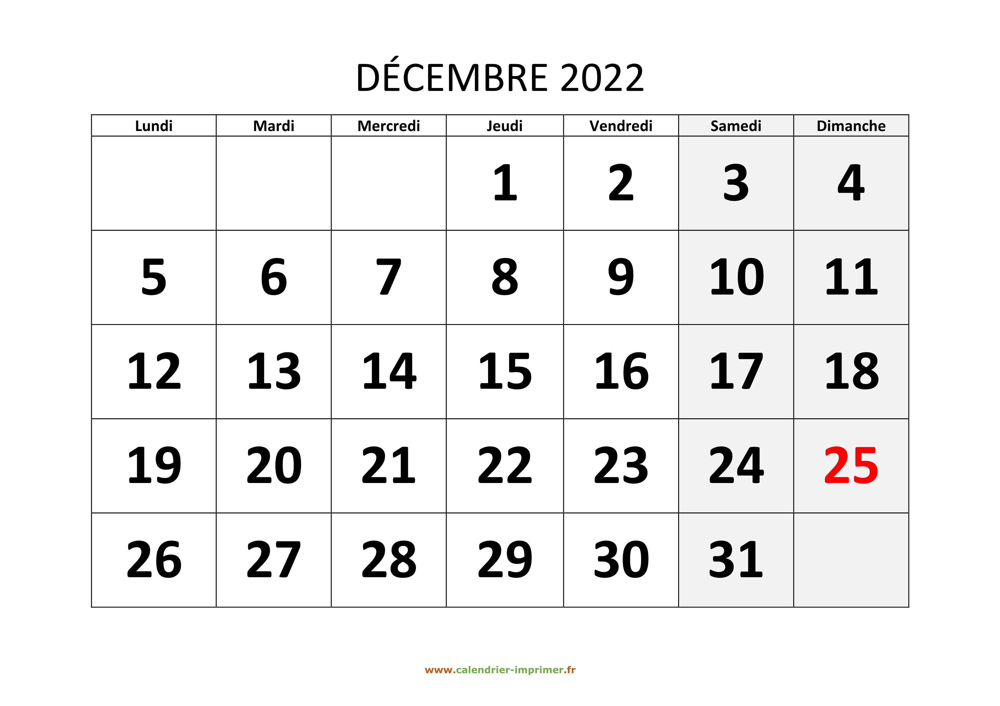 DÉCEMBRE 2022
Lundi Mardi Mercredi Jeudi Vendredi Samedi Dimanche
1 2 3 4
5 6 7 8 9 10 11
12 13 14 15 16 17 18
19 20 21 22 23 24 25
26 27 28 29 30 31
www.calendrier-imprimer.fr